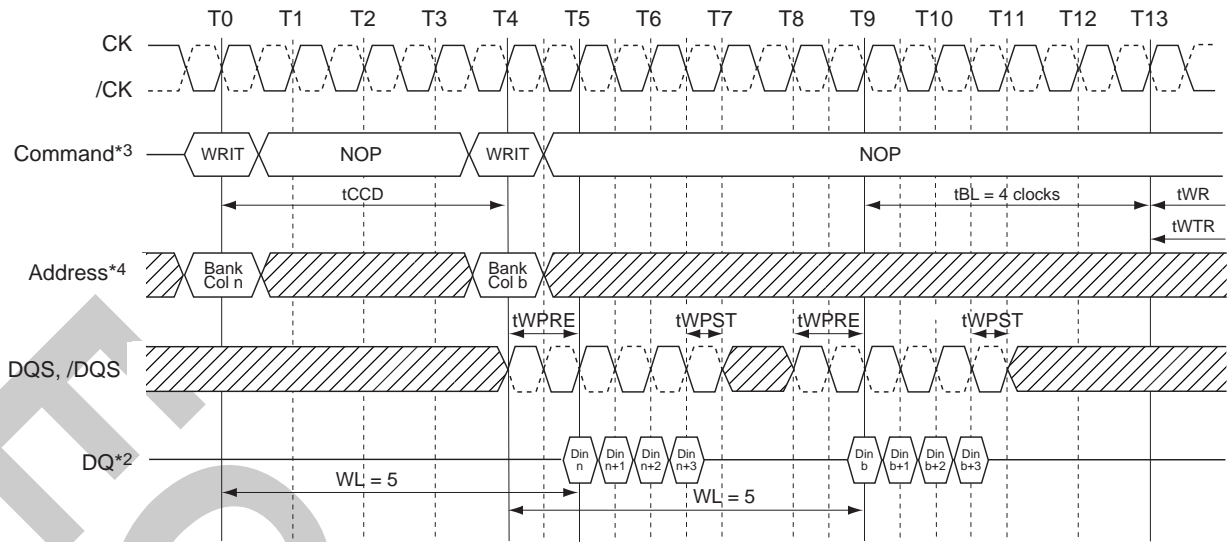 T0 T1 T2 T3 T4 T5 T6 T7 T8 T9 T10 T11 T12 T13
CK
/CK
Command*3 WRIT NOP WRIT NOP
tCCD tBL = 4 clocks tWR
tWTR
Address*4 Bank Col n Bank Col b
tWPRE tWPST tWPRE tWPST
DQS, /DQS
DQ*2 Din n Din n+1 Din n+2 Din n+3 Din b Din b+1 Din b+2 Din b+3
WL = 5
WL = 5